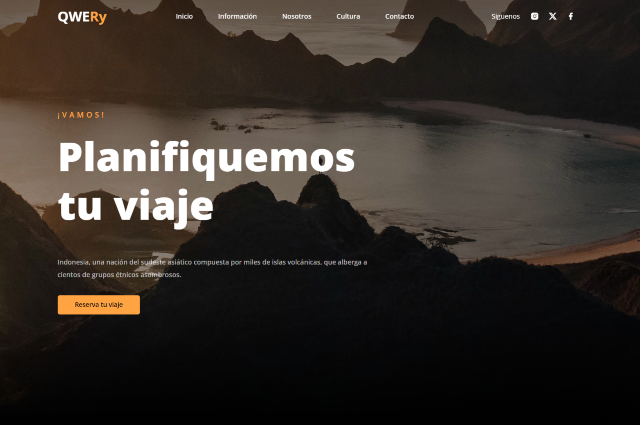 QWERy
Inicio
Información
Nosotros
Cultura
Contacto
Siguenos
¡VAMOS!
Planifiquemos
tu viaje
Indonesia, una nación del sudeste asiático compuesta por miles de islas volcánicas, que alberga a
cientos de grupos étnicos asombrosos.
Reserva tu viaje